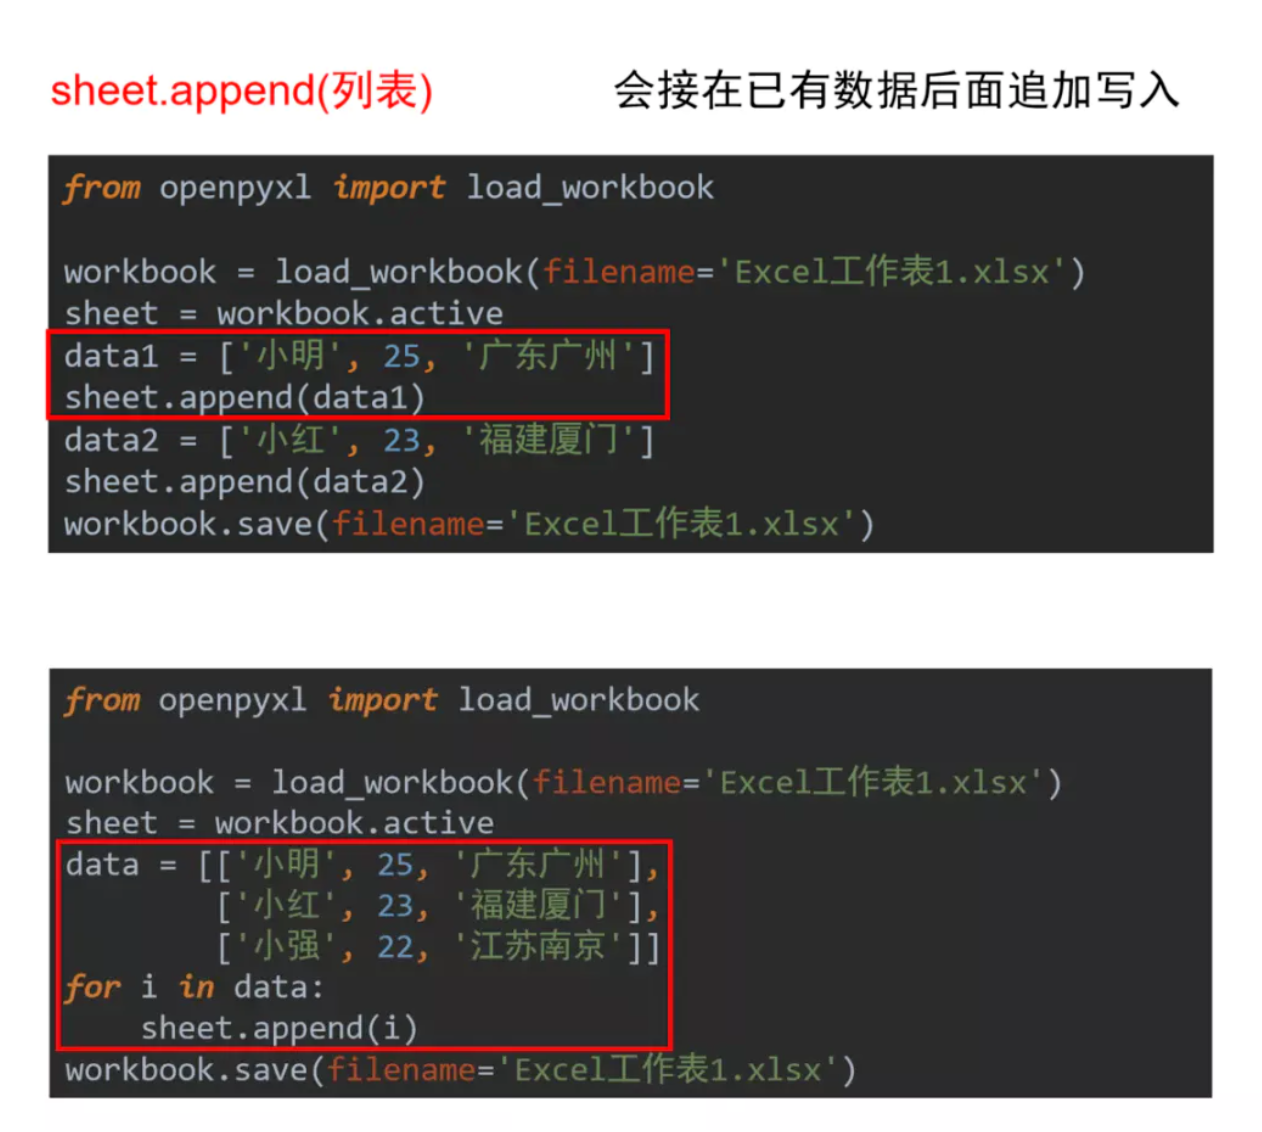 sheet.append(列表)
会接在已有数据后面追加写入
from openpyxl import load_workbook
workbook = load_workbook(filename='Excel工作表1.xlsx')
sheet = workbook.active
data1 = ['小明', 25, '广东广州']
sheet.append(data1)
data2 = ['小红', 23, '福建厦门']
sheet.append(data2)
workbook.save(filename='Excel工作表1.xlsx')
from openpyxl import load_workbook
workbook = load_workbook(filename='Excel工作表1.xlsx')
sheet = workbook.active
data = [['小明', 25, '广东广州'],
['小红', 23, '福建厦门'],
['小强', 22, '江苏南京']]
for i in data:
sheet.append(i)
workbook.save(filename='Excel工作表1.xlsx')